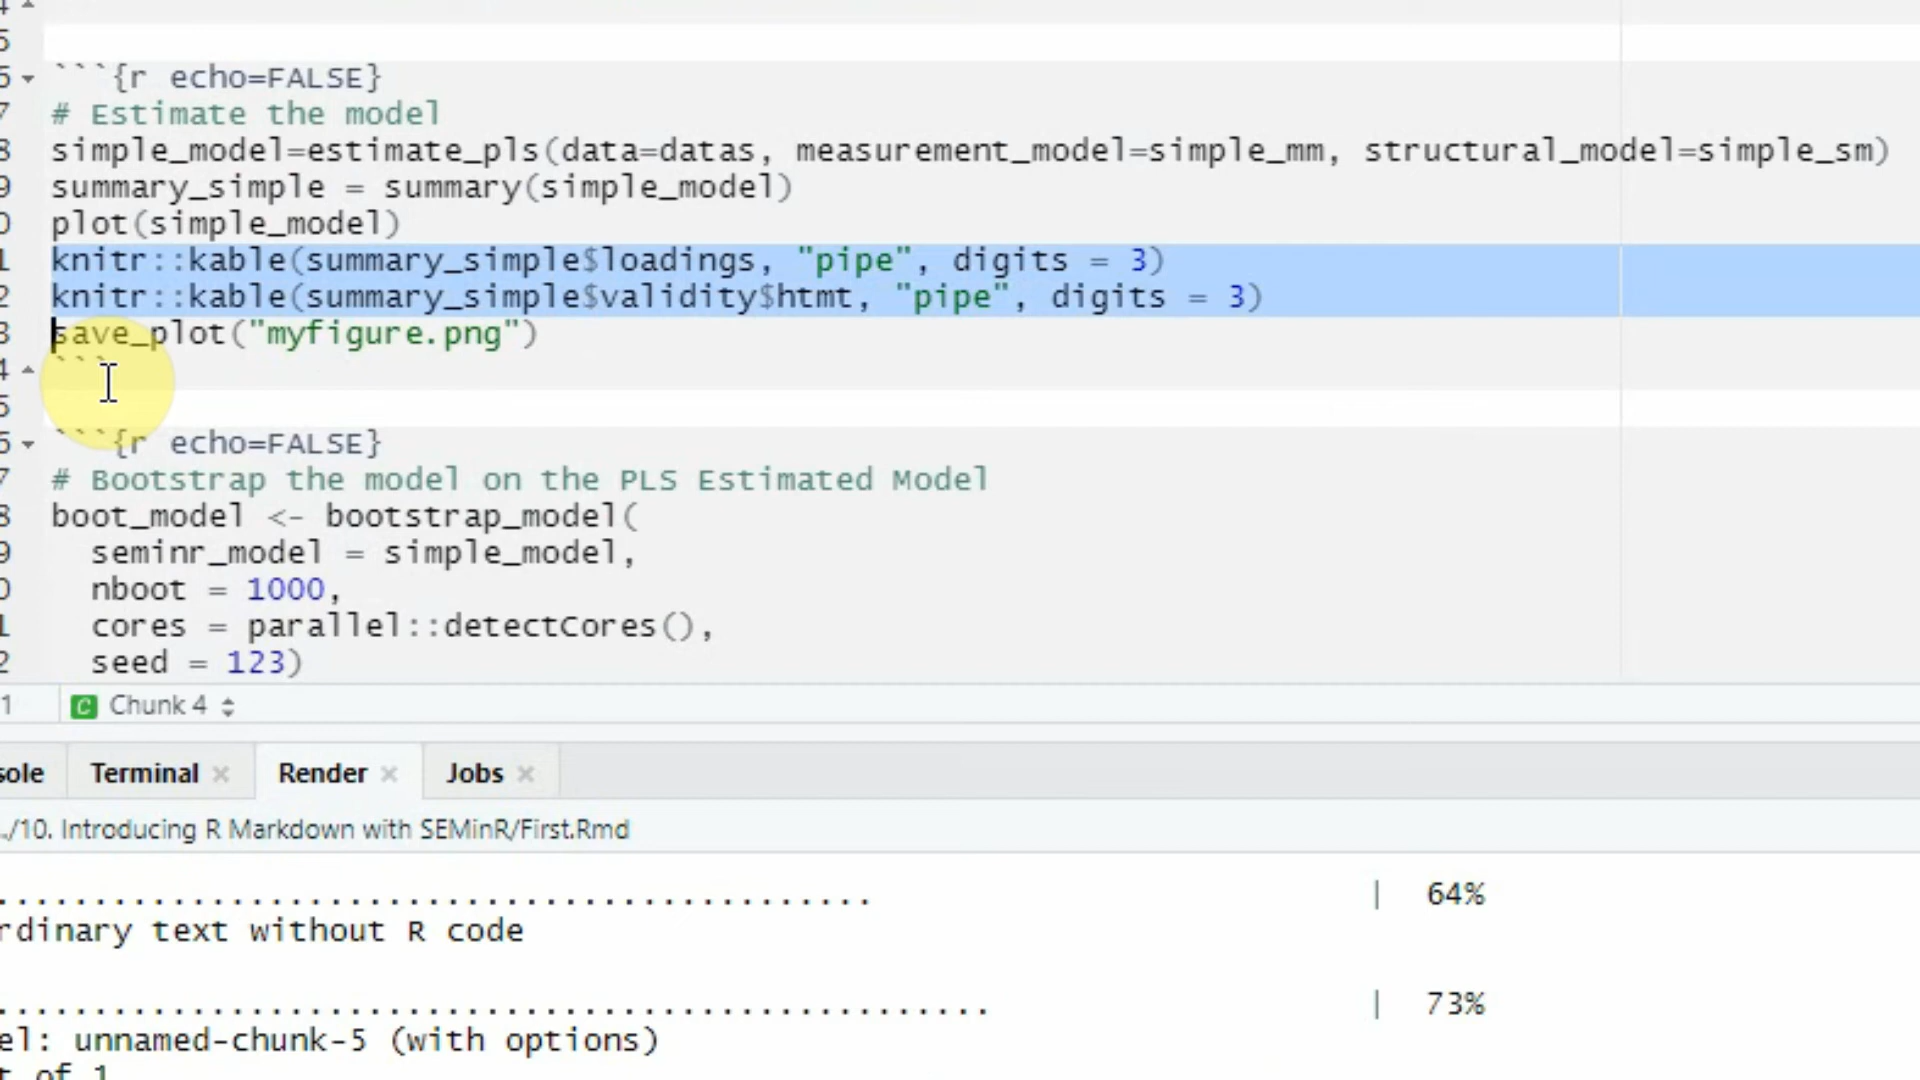 ```{r echo=FALSE}
# Estimate the model
simple_model=estimate_pls(data=datas, measurement_model=simple_mm, structural_model=simple_sm)
summary_simple = summary(simple_model)
plot(simple_model)
knitr::kable(summary_simple$loadings, "pipe", digits = 3)
knitr::kable(summary_simple$validity$htmt, "pipe", digits = 3)
save_plot("myfigure.png")
```
```{r echo=FALSE}
# Bootstrap the model on the PLS Estimated Model
boot_model <- bootstrap_model(
seminr_model = simple_model,
nboot = 1000,
cores = parallel::detectCores(),
seed = 123)
1 C Chunk 4
sole Terminal Render Jobs
./10. Introducing R Markdown with SEMinR/First.Rmd
............................................. | 64%
rdinary text without R code
................................................... | 73%
el: unnamed-chunk-5 (with options)
t of 1